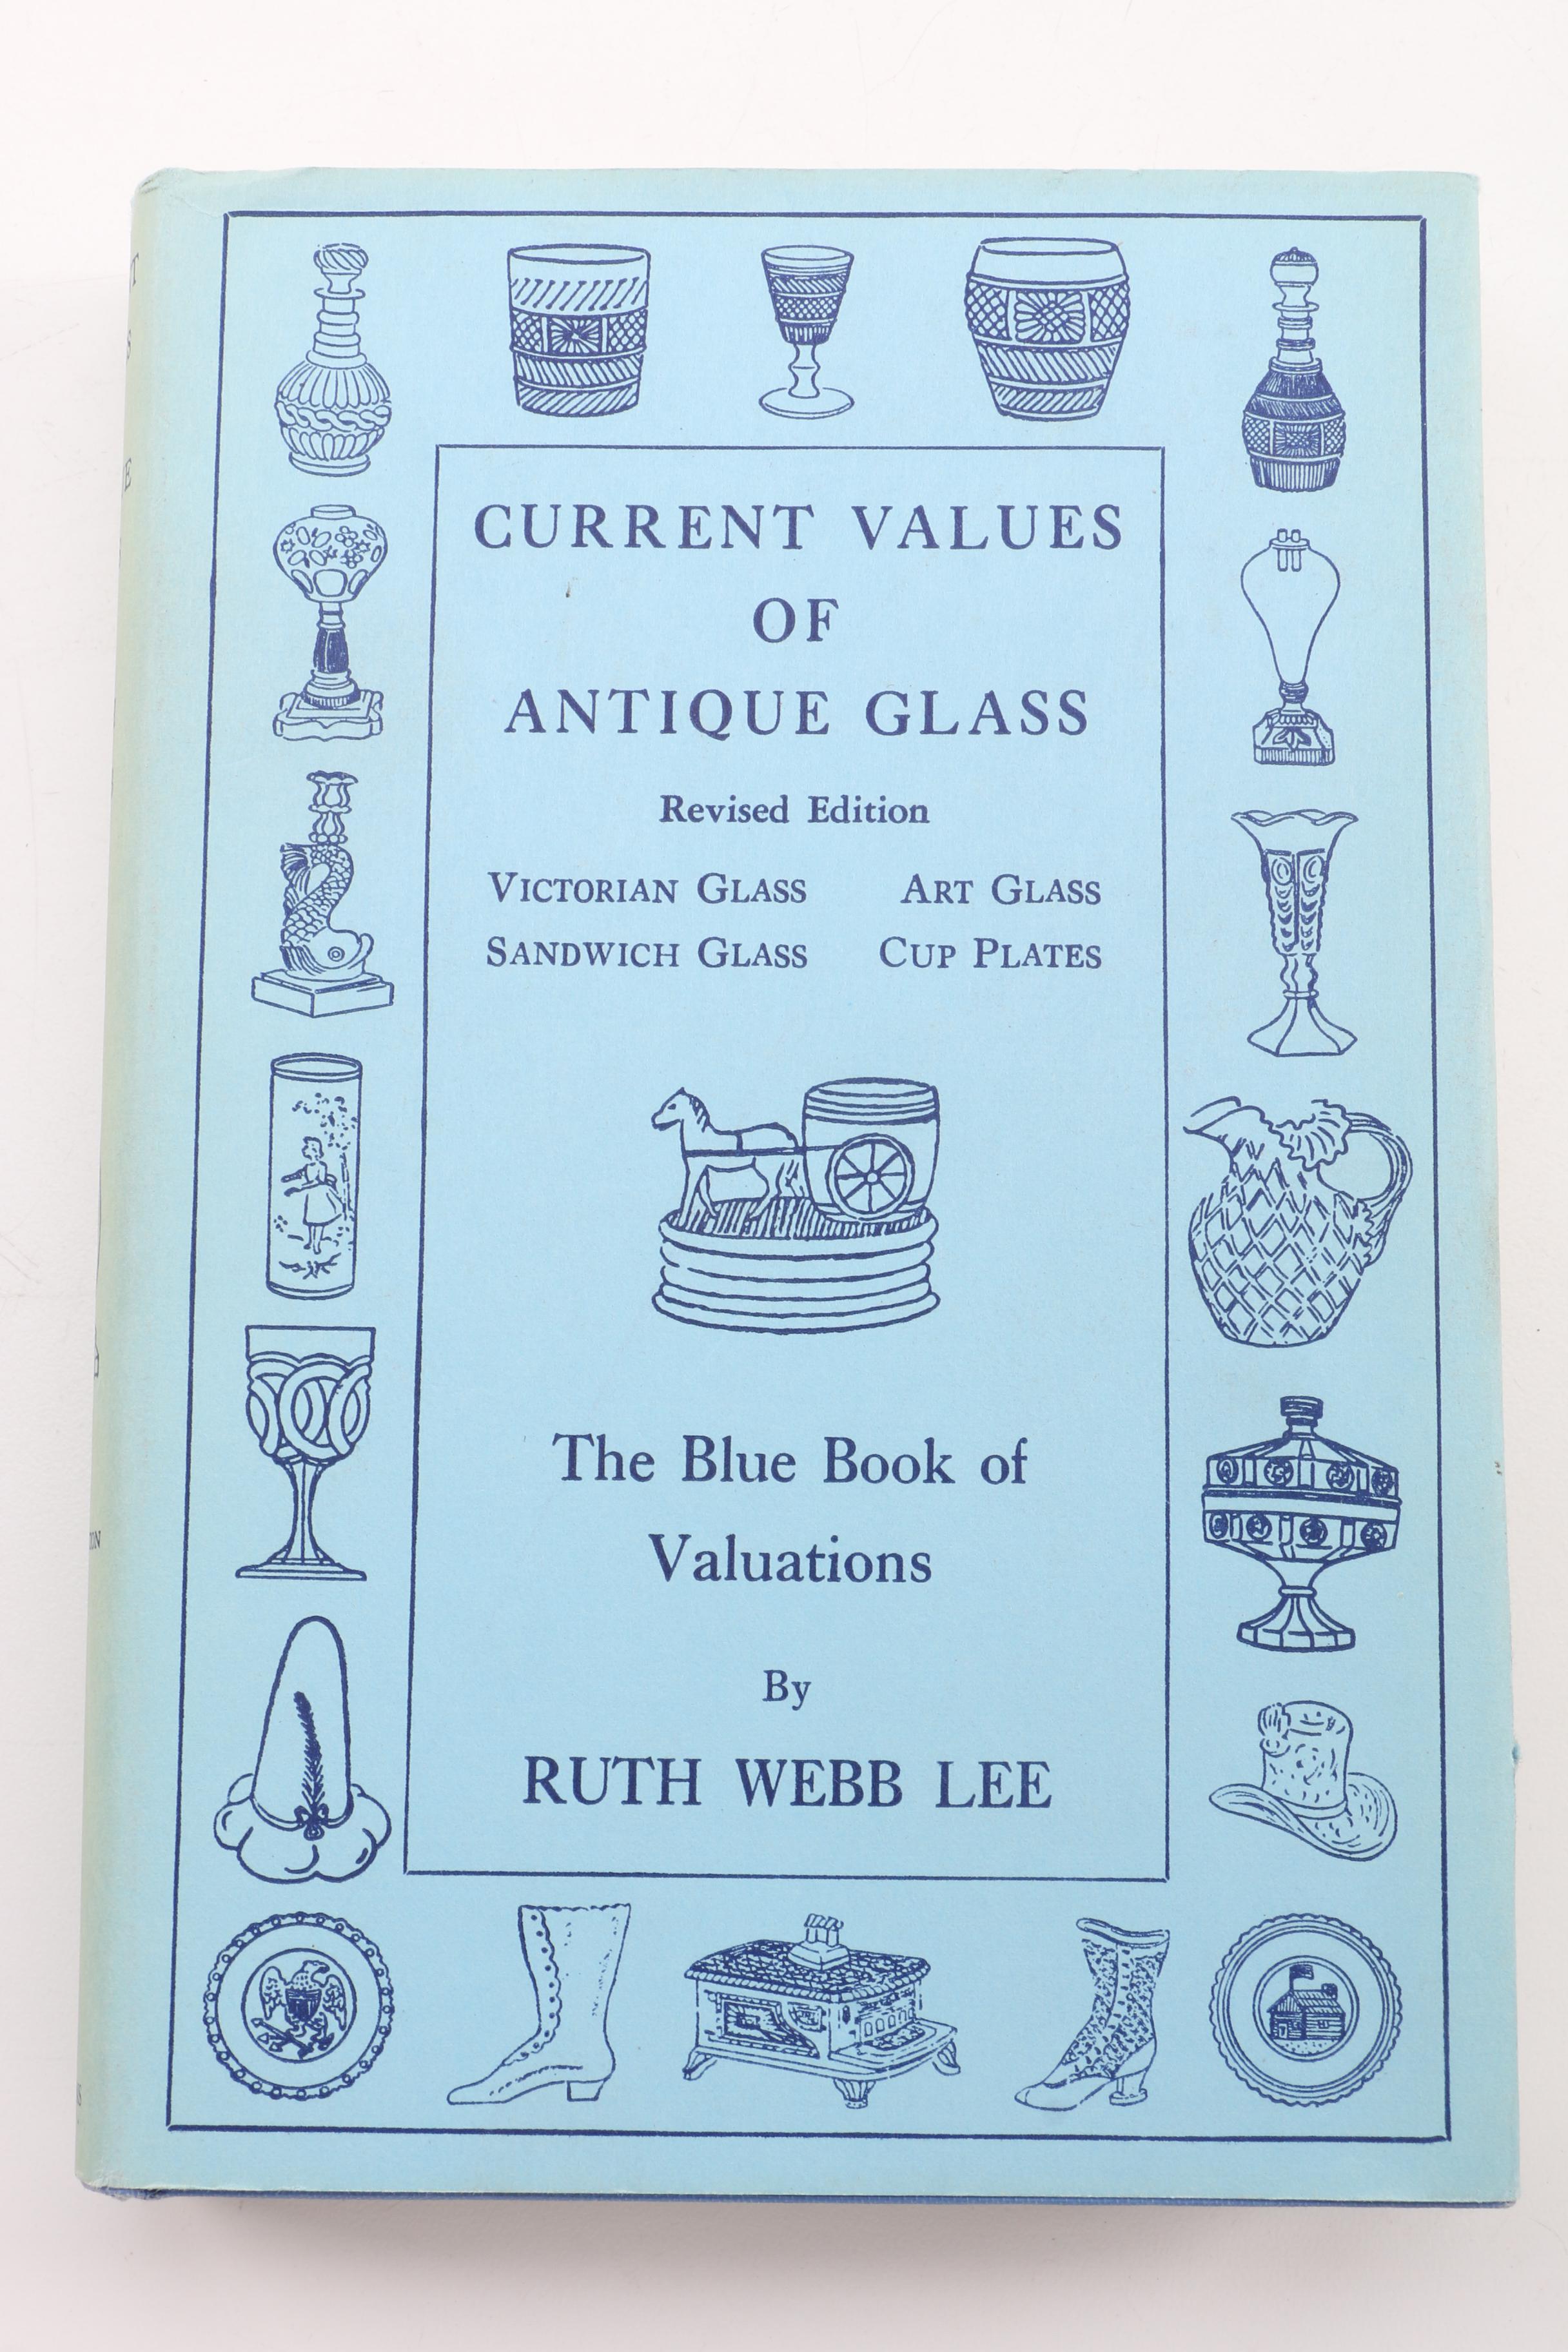 CURRENT VALUES
OF
ANTIQUE GLASS
Revised Edition
VICTORIAN GLASS ART GLASS
SANDWICH GLASS CUP PLATES
The Blue Book of
Valuations
By
RUTH WEBB LEE